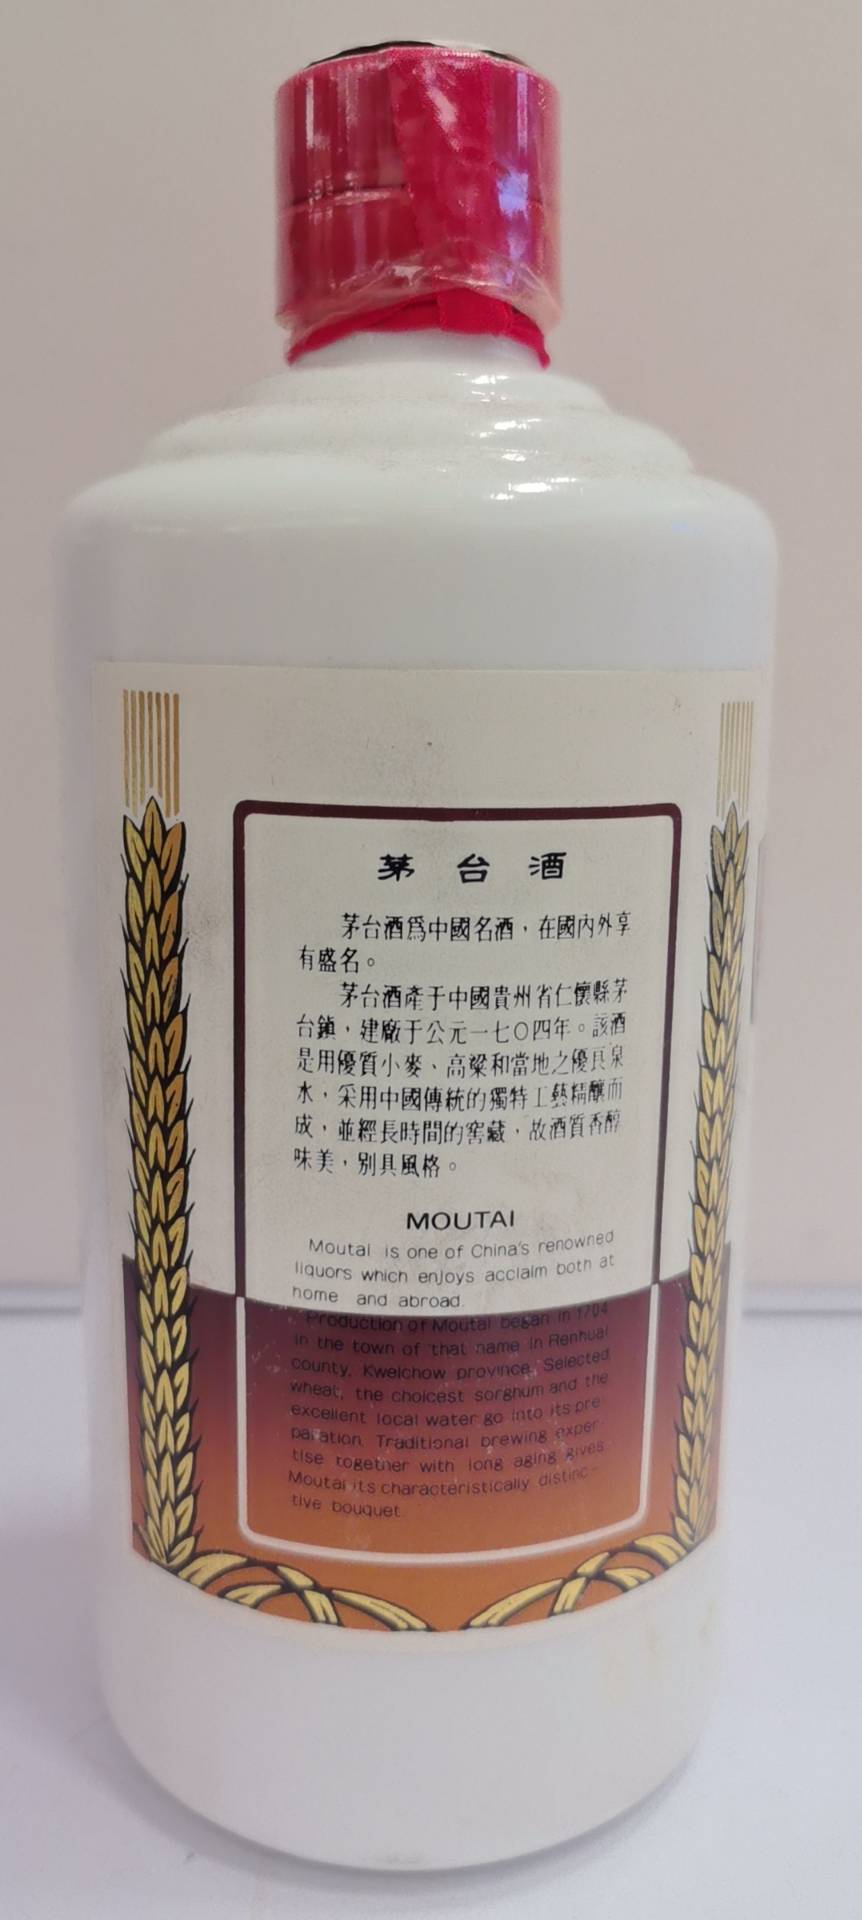 茅台酒
茅台酒爲中國名酒，在國內外享
有盛名。
茅台酒產于中國貴州省仁懷縣茅
台鎮，建廠于公元一七〇四年。該酒
是用優質小麥、高粱和當地之優良泉
水，采用中國傳統的獨特工藝精釀而
成，並經長時間的窖藏，故酒質香醇
味美，別具風格。
MOUTAI
Moutai is one of China's renowned
liquors which enjoys acclaim both at
home and abroad.
Production of Moutai began in 1704
in the town of that name in Renhuai
county, Kweichow province. Selected
wheat, the choicest sorghum and the
excellent local water go into its pre-
paration. Traditional brewing exper-
tise together with long aging gives
Moutai its characteristically distinc-
tive bouquet.